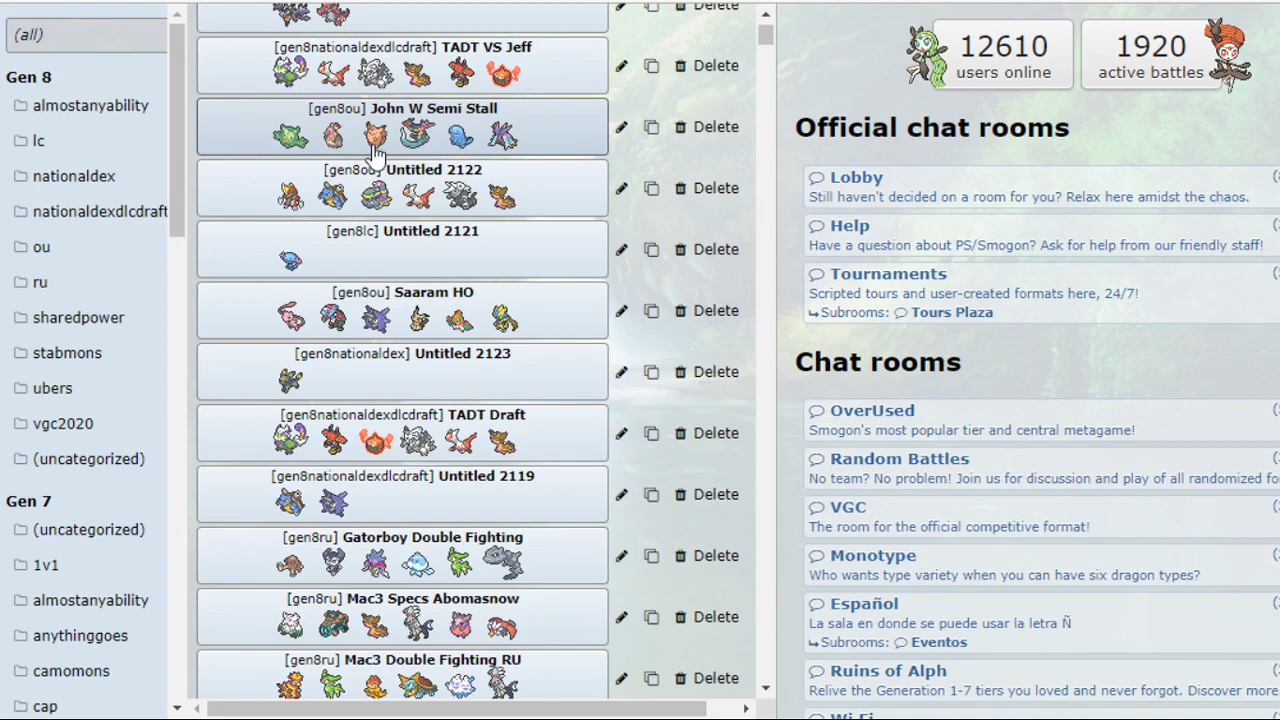 (all)
Gen 8
almostanyability
lc
nationaldex
nationaldexdlcdraft
ou
ru
sharedpower
stabmons
ubers
vgc2020
(uncategorized)
Gen 7
(uncategorized)
1v1
almostanyability
anythinggoes
camomons
cap
[gen8nationaldexdlcdraft] TADT VS Jeff
Delete
[gen8ou] John W Semi Stall
Delete
[gen8ou] Untitled 2122
Delete
[gen8lc] Untitled 2121
Delete
[gen8ou] Saaram HO
Delete
[gen8nationaldex] Untitled 2123
Delete
[gen8nationaldexdlcdraft] TADT Draft
Delete
[gen8nationaldexdlcdraft] Untitled 2119
Delete
[gen8ru] Gatorboy Double Fighting
Delete
[gen8ru] Mac3 Specs Abomasnow
Delete
[gen8ru] Mac3 Double Fighting RU
Delete
12610
users online
1920
active battles
Official chat rooms
Lobby
Still haven't decided on a room for you? Relax here amidst the chaos.
Help
Have a question about PS/Smogon? Ask for help from our friendly staff!
Tournaments
Scripted tours and user-created formats here, 24/7!
Subrooms: Tours Plaza
Chat rooms
OverUsed
Smogon's most popular tier and central metagame!
Random Battles
No team? No problem! Join us for discussion and play of all randomized fo
VGC
The room for the official competitive format!
Monotype
Who wants type variety when you can have six dragon types?
Español
La sala en donde se puede usar la letra Ñ
Subrooms: Eventos
Ruins of Alph
Relive the Generation 1-7 tiers you loved and never forgot. Discover more
Wi-Fi